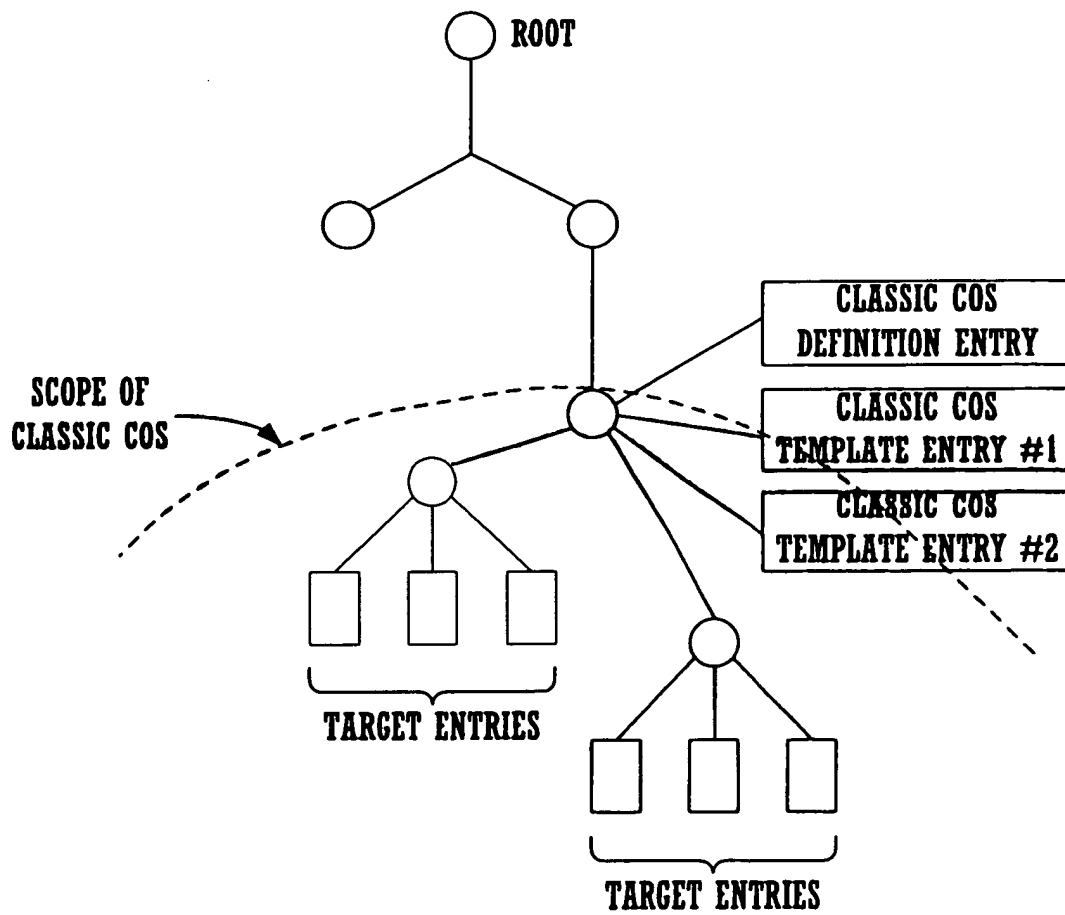 ROOT
CLASSIC COS
DEFINITION ENTRY
SCOPE OF
CLASSIC COS
CLASSIC COS
TEMPLATE ENTRY #1
CLASSIC COS
TEMPLATE ENTRY #2
TARGET ENTRIES
TARGET ENTRIES